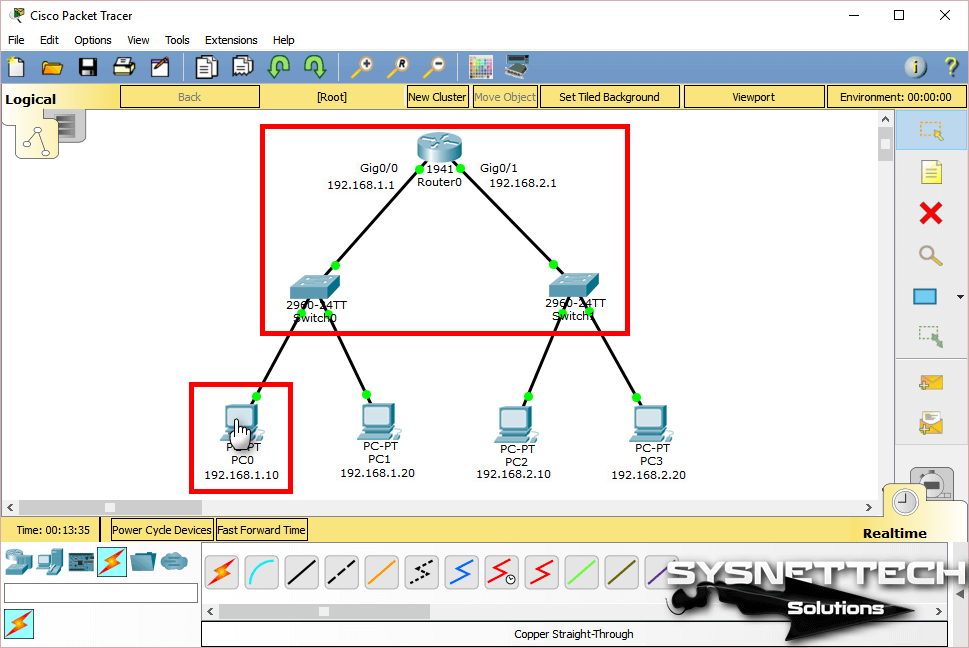 Cisco Packet Tracer
File Edit Options View Tools Extensions Help
Logical Back [Root] New Cluster Move Object Set Tiled Background Viewport Environment: 00:00:00
Gig0/0 1941 Gig0/1
192.168.1.1 Router0 192.168.2.1
2960-24TT 2960-24TT
Switch0 Switch1
PC-PT PC-PT PC-PT PC-PT
PC0 PC1 PC2 PC3
192.168.1.10 192.168.1.20 192.168.2.10 192.168.2.20
Time: 00:13:35 Power Cycle Devices Fast Forward Time Realtime
SYSNETTECH
Solutions
Copper Straight-Through